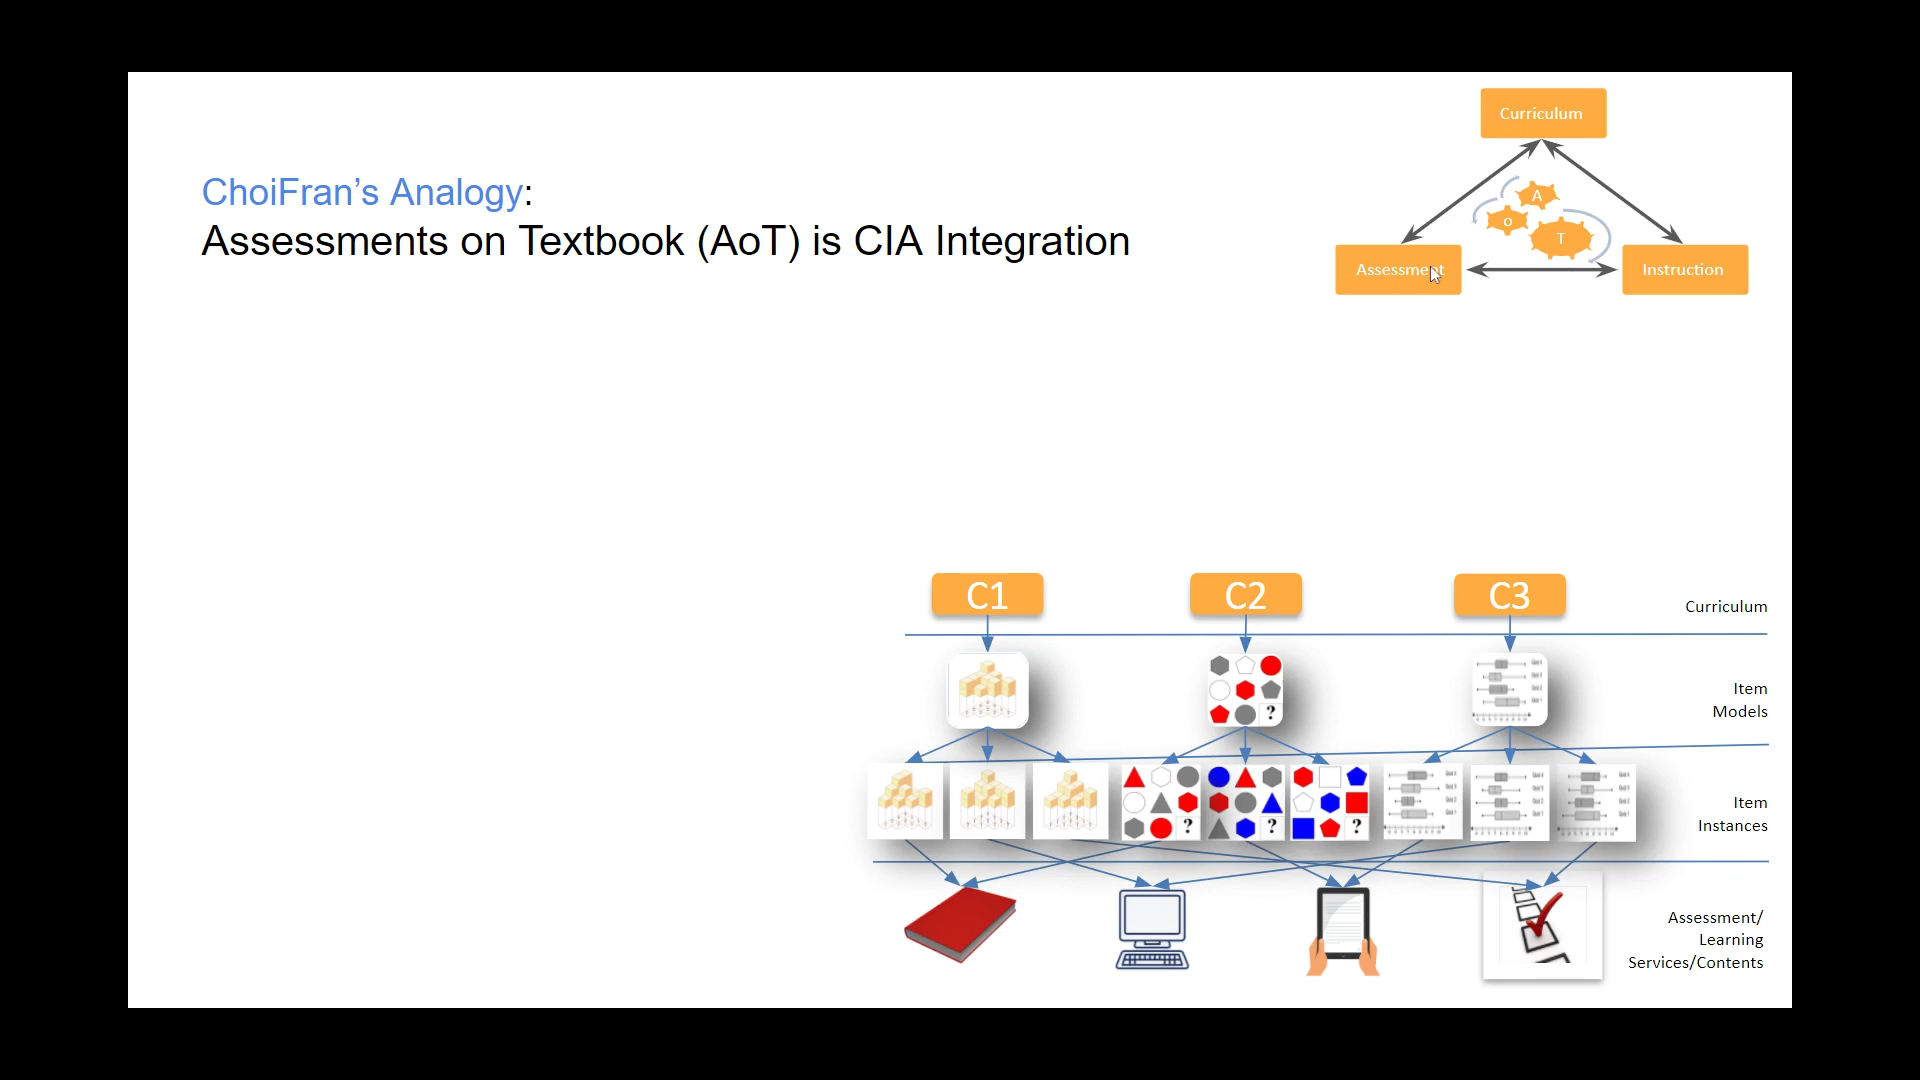 Curriculum
ChoiFran’s Analogy:
Assessments on Textbook (AoT) is CIA Integration
A
o
T
Assessment
Instruction
C1
C2
C3
Curriculum
Item
Models
?
Item
Instances
?
?
?
Assessment/
Learning
Services/Contents